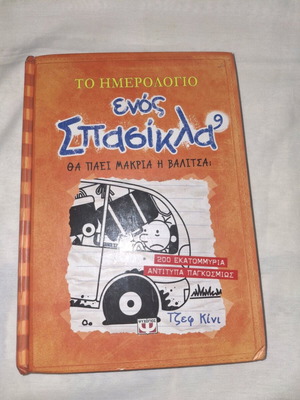 ΤΟ ΗΜΕΡΟΛΟΓΙΟ
ενός
Σπασίκλα 9
ΘΑ ΠΑΕΙ ΜΑΚΡΙΑ Η ΒΑΛΙΤΣΑ;
200 ΕΚΑΤΟΜΜΥΡΙΑ
ΑΝΤΙΤΥΠΑ ΠΑΓΚΟΣΜΙΩΣ
Τζεφ Κίνι